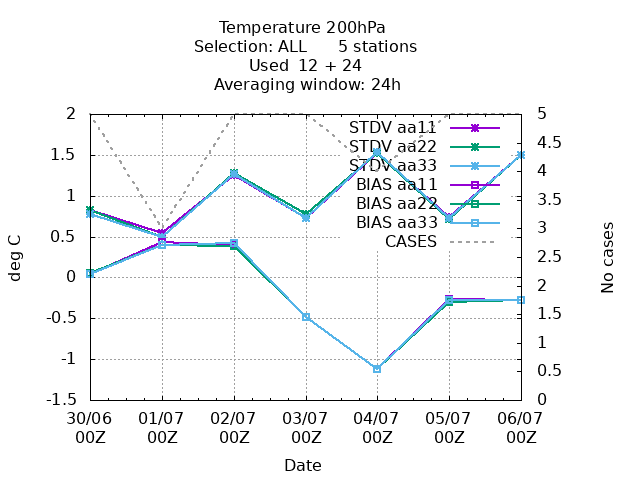 Temperature 200hPa
Selection: ALL 5 stations
Used 12 + 24
Averaging window: 24h
deg C
2
1.5
1
0.5
0
-0.5
-1
-1.5
STDV aa11
STDV aa22
STDV aa33
BIAS aa11
BIAS aa22
BIAS aa33
CASES
5
4.5
4
3.5
3
2.5
2
1.5
1
0.5
0
No cases
30/06 01/07 02/07 03/07 04/07 05/07 06/07
00Z 00Z 00Z 00Z 00Z 00Z 00Z
Date